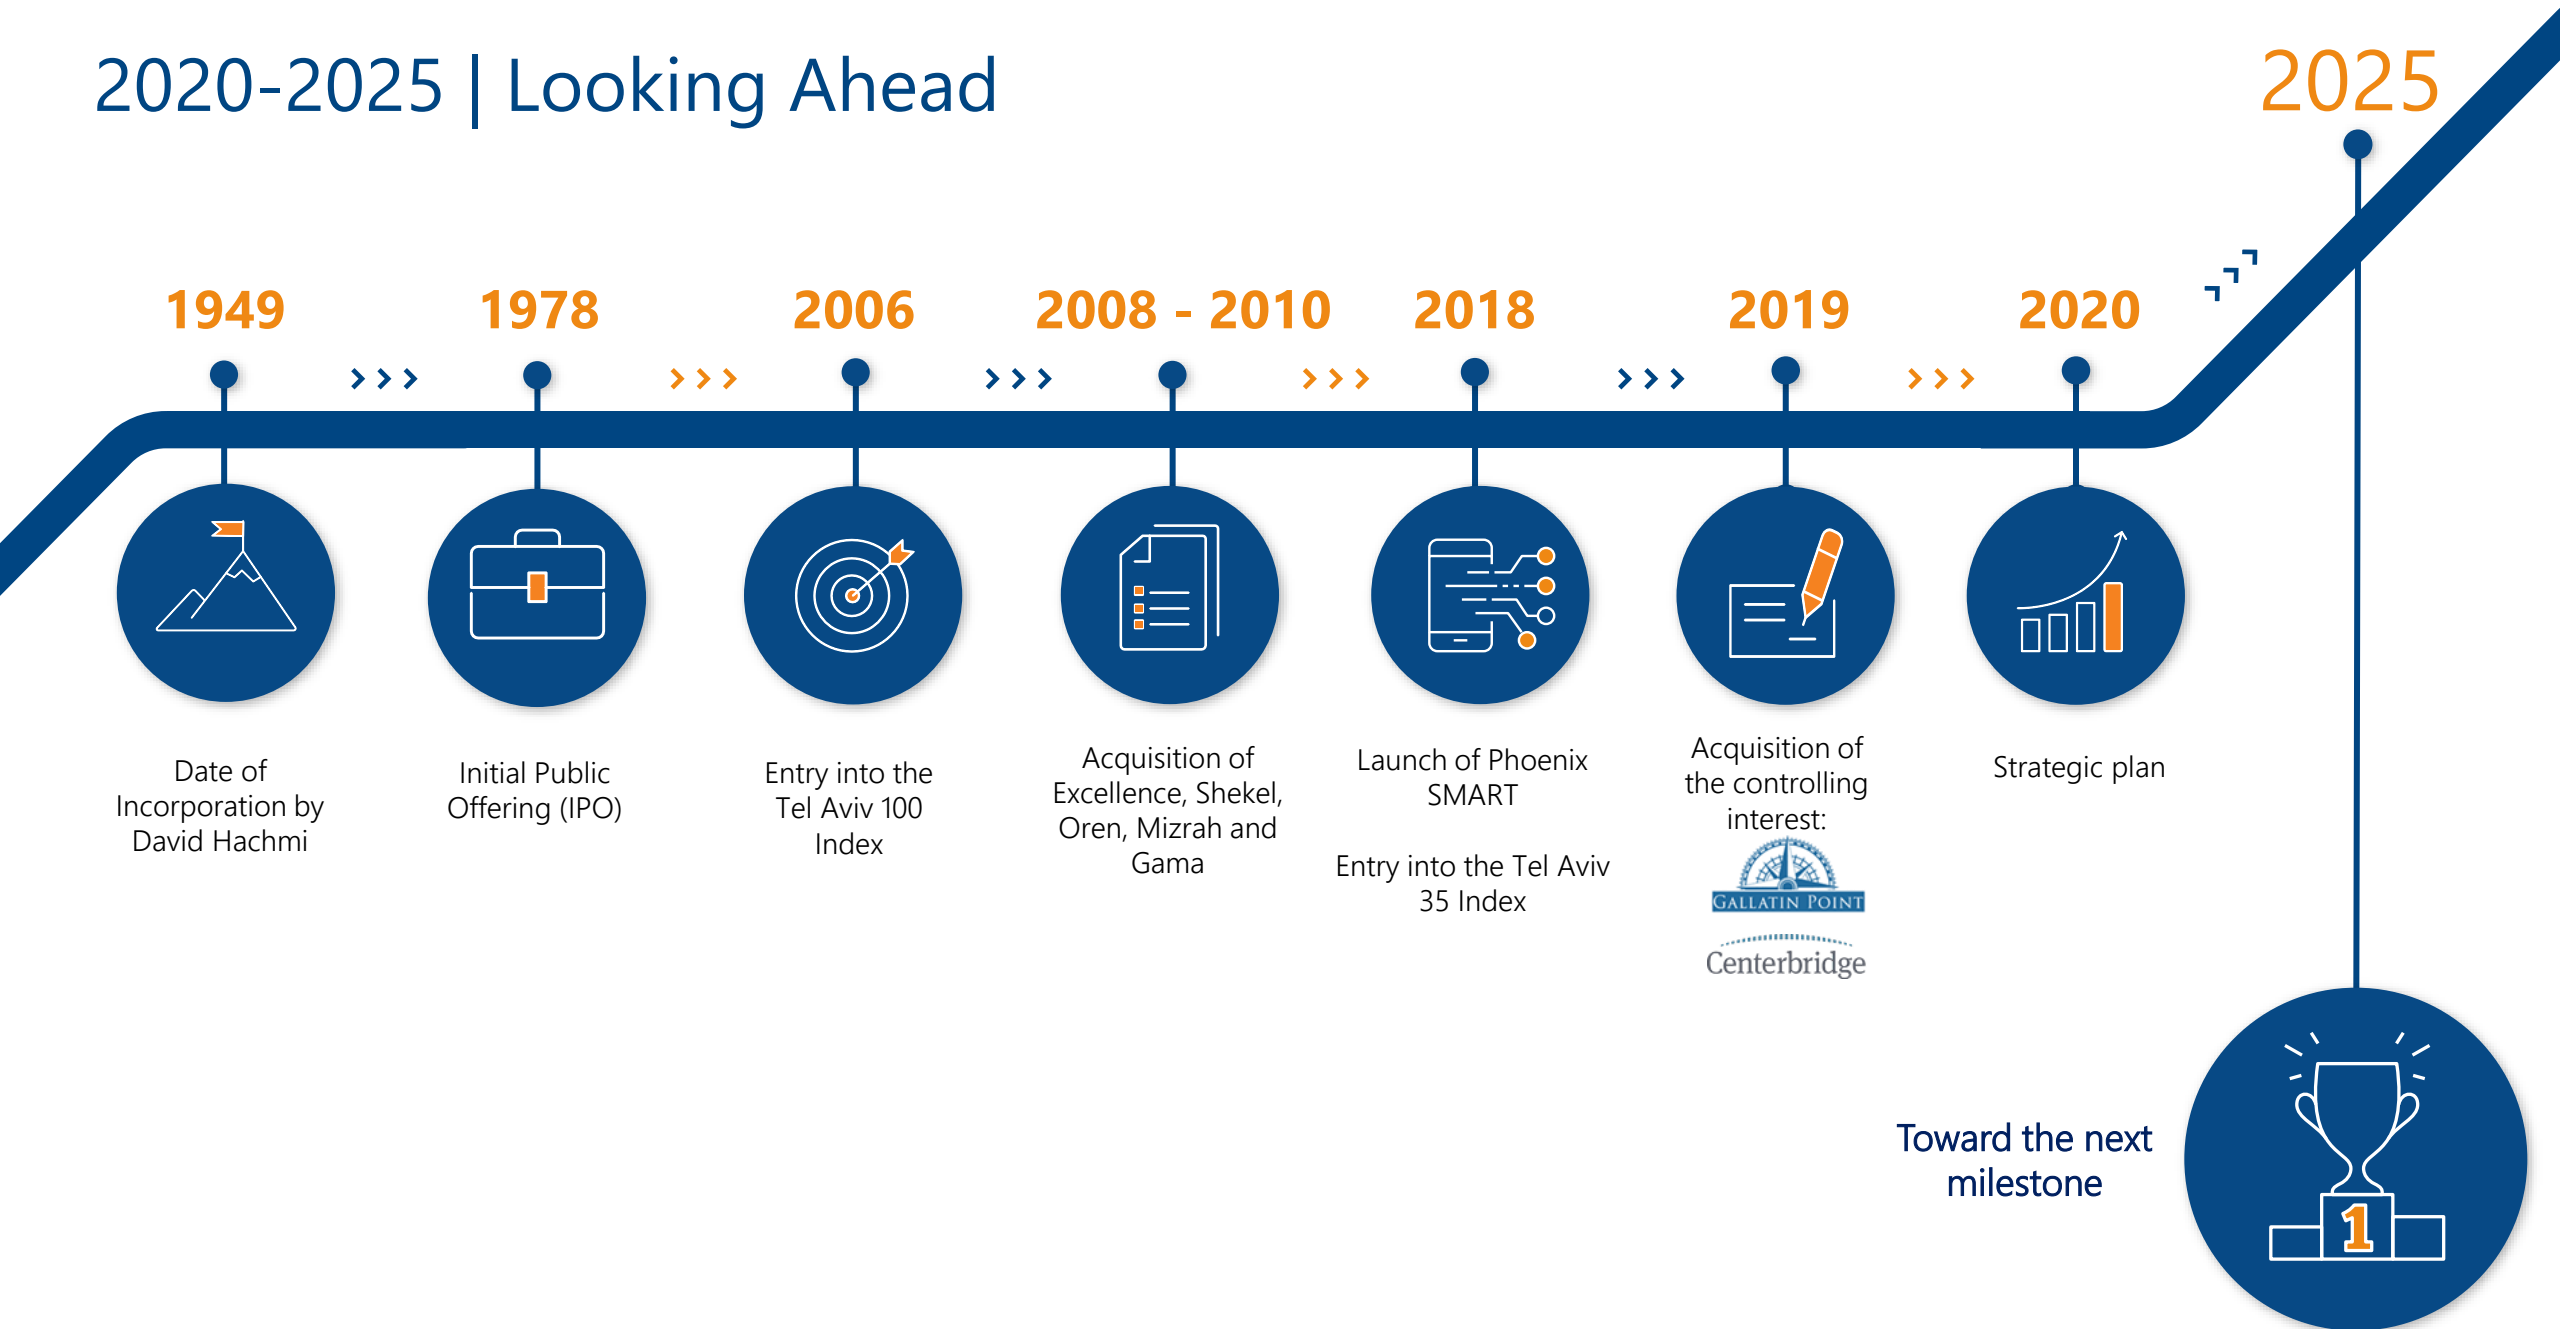 2020-2025 | Looking Ahead
2025
1949
1978
2006
2008 - 2010
2018
2019
2020
Date of
Incorporation by
David Hachmi
Initial Public
Offering (IPO)
Entry into the
Tel Aviv 100
Index
Acquisition of
Excellence, Shekel,
Oren, Mizrah and
Gama
Launch of Phoenix
SMART
Entry into the Tel Aviv
35 Index
Acquisition of
the controlling
interest:
GALLATIN POINT
Centerbridge
Strategic plan
Toward the next
milestone
1